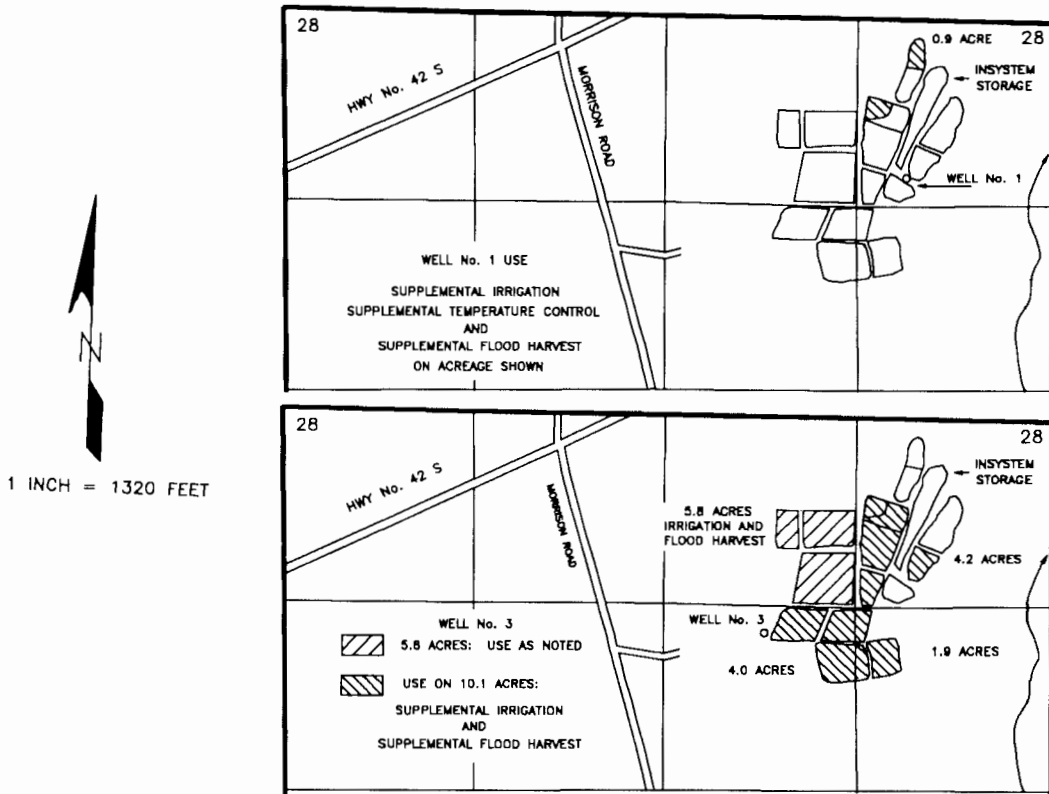 28
0.9 ACRE
28
HWY No. 42 S
MORRISON ROAD
INSYSTEM
STORAGE
WELL No. 1
WELL No. 1 USE
SUPPLEMENTAL IRRIGATION
SUPPLEMENTAL TEMPERATURE CONTROL
AND
SUPPLEMENTAL FLOOD HARVEST
ON ACREAGE SHOWN
N
1 INCH = 1320 FEET
28
28
HWY No. 42 S
MORRISON ROAD
INSYSTEM
STORAGE
5.8 ACRES
IRRIGATION AND
FLOOD HARVEST
4.2 ACRES
WELL No. 3
WELL No. 3
5.8 ACRES: USE AS NOTED
4.0 ACRES
1.9 ACRES
USE ON 10.1 ACRES:
SUPPLEMENTAL IRRIGATION
AND
SUPPLEMENTAL FLOOD HARVEST